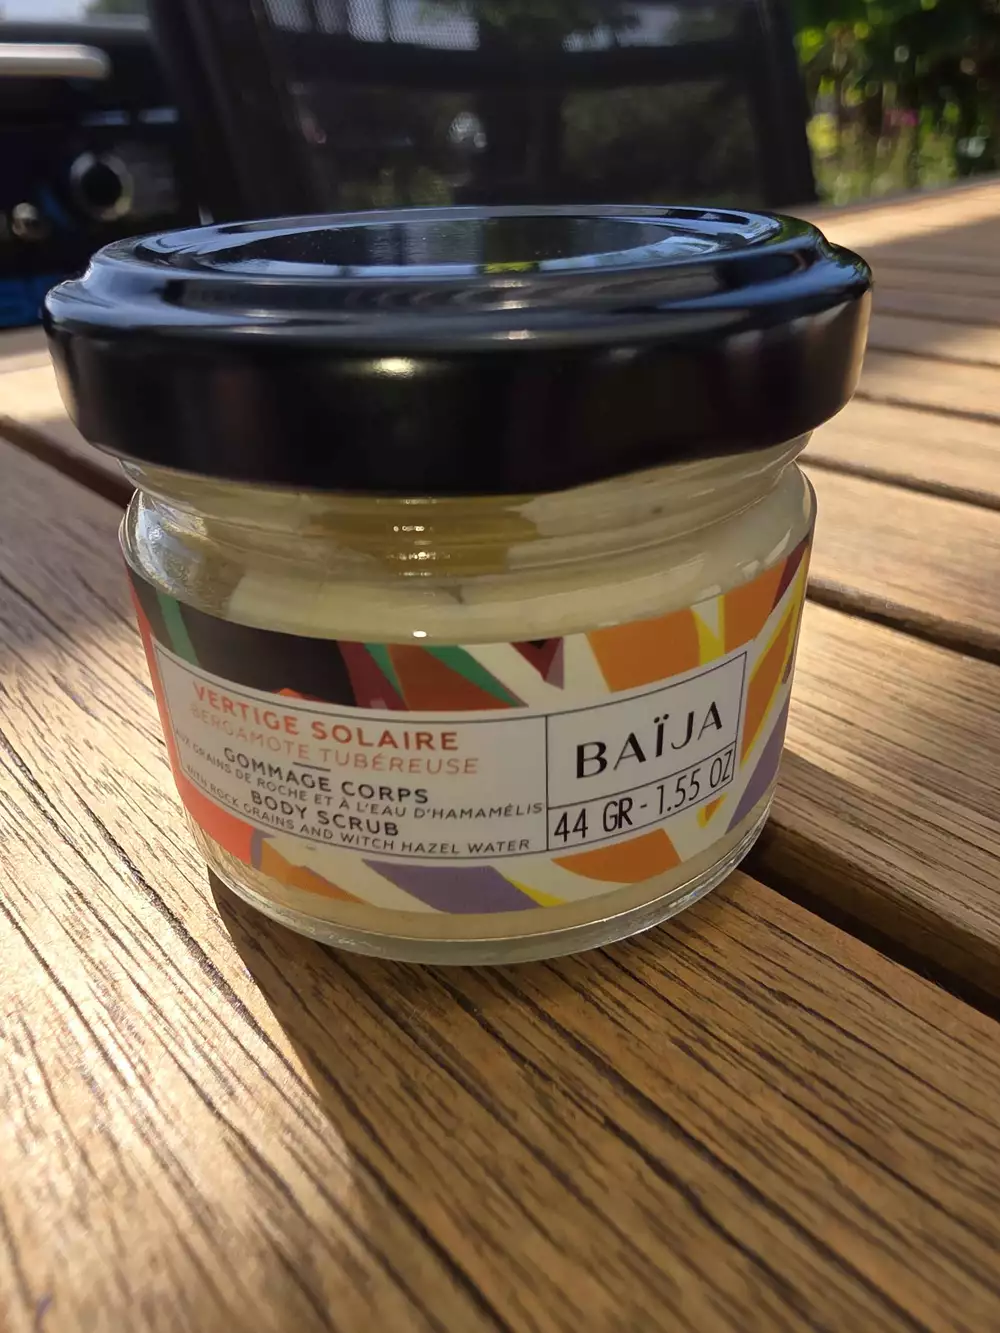 VERTIGE SOLAIRE
BERGAMOTE TUBÉREUSE
GOMMAGE CORPS
AUX GRAINS DE ROCHE ET À L'EAU D'HAMAMÉLIS
BODY SCRUB
WITH ROCK GRAINS AND WITCH HAZEL WATER
BAÏJA
44 GR - 1.55 OZ